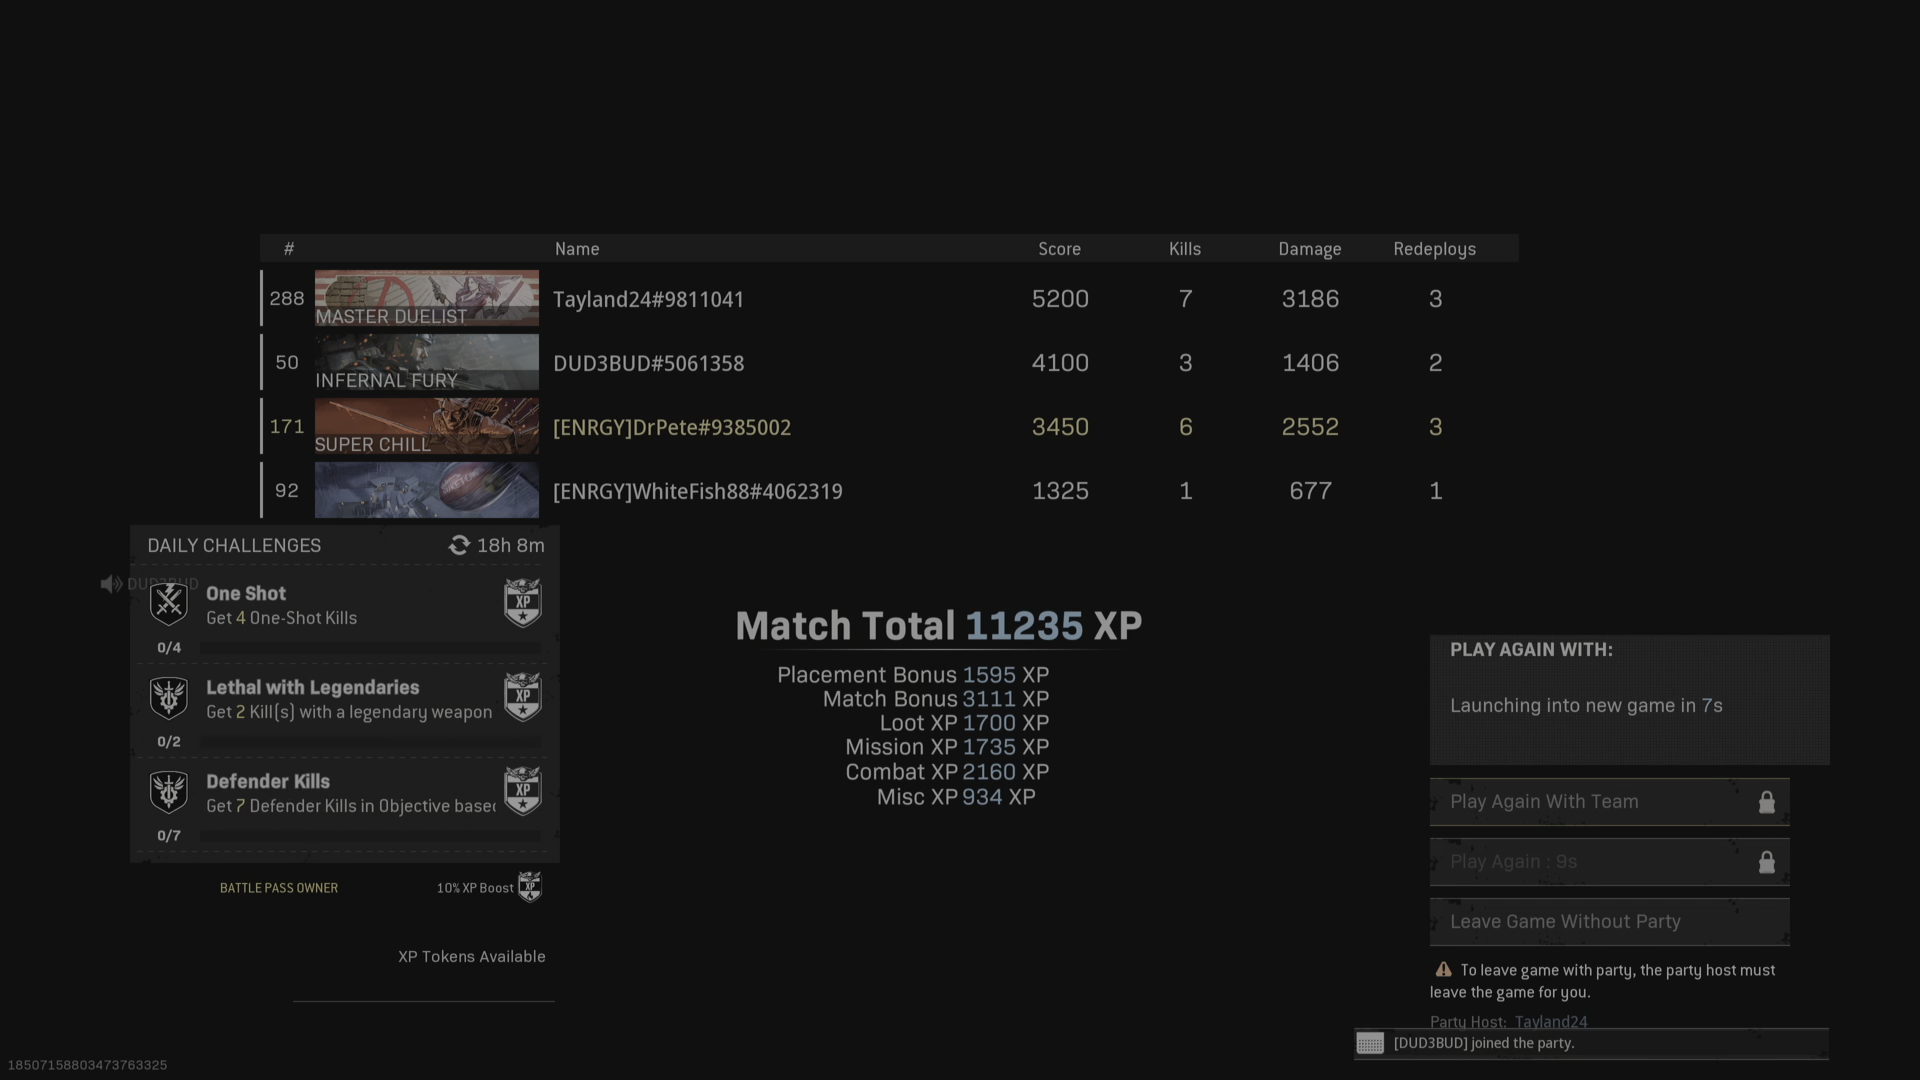 # Name Score Kills Damage Redeploys
288 MASTER DUELIST Tayland24#9811041 5200 7 3186 3
50 INFERNAL FURY DUD3BUD#5061358 4100 3 1406 2
171 SUPER CHILL [ENRGY]DrPete#9385002 3450 6 2552 3
92 [ENRGY]WhiteFish88#4062319 1325 1 677 1
DAILY CHALLENGES 18h 8m
DUD3BUD
One Shot
Get 4 One-Shot Kills
XP
0/4
Lethal with Legendaries
Get 2 Kill(s) with a legendary weapon
XP
0/2
Defender Kills
Get 7 Defender Kills in Objective based
XP
0/7
BATTLE PASS OWNER 10% XP Boost XP
XP Tokens Available
Match Total 11235 XP
Placement Bonus 1595 XP
Match Bonus 3111 XP
Loot XP 1700 XP
Mission XP 1735 XP
Combat XP 2160 XP
Misc XP 934 XP
PLAY AGAIN WITH:
Launching into new game in 7s
Play Again With Team
Play Again : 9s
Leave Game Without Party
To leave game with party, the party host must
leave the game for you.
Party Host: Tayland24
[DUD3BUD] joined the party.
18507158803473763325